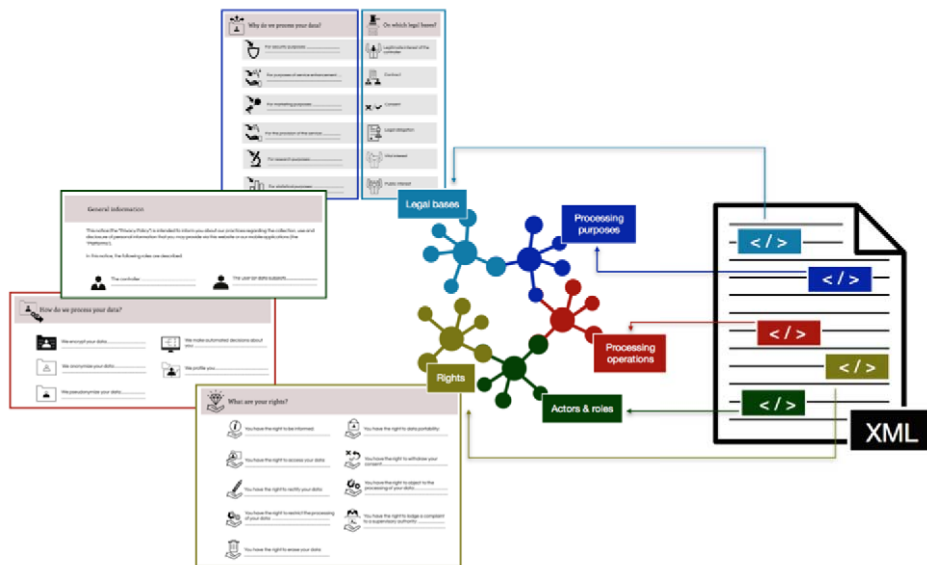 Why do we process your data?
For security purposes
For purposes of service enhancement
For marketing purposes
For the provision of the service
For research purposes
For statistical purposes
On which legal bases?
Legitimate interest of the
controller
Contract
Consent
Legal obligation
Vital interest
Public interest
General information
This notice (the "Privacy Policy") is intended to inform you about our practices regarding the collection, use and
disclosure of personal information that you may provide via the website or our mobile applications (the
"Platforms").
In this notice, the following roles are described:
The controller
The user (or data subject)
How do we process your data?
We encrypt your data
We anonymize your data
We pseudonymize your data
We make automated decisions about
you
We profile you
What are your rights?
You have the right to be informed
You have the right to access your data
You have the right to rectify your data
You have the right to restrict the processing
of your data
You have the right to erase your data
You have the right to data portability
You have the right to withdraw your
consent
You have the right to object to the
processing of your data
You have the right to lodge a complaint
to a supervisory authority
Legal bases
Processing
purposes
Processing
operations
Rights
Actors & roles
< / >
< / >
< / >
< / >
< / >
XML